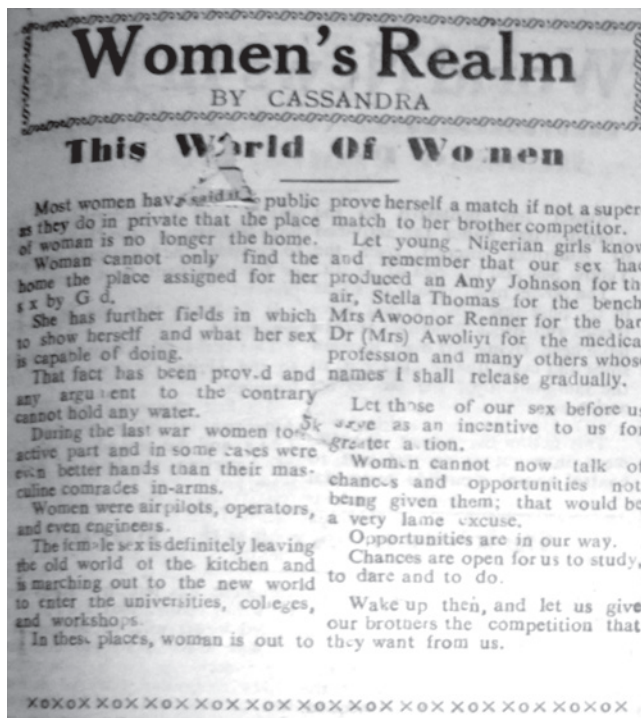 Women's Realm
BY CASSANDRA
This World Of Women
Most women have said in public
as they do in private that the place
of woman is no longer the home.
Woman cannot only find the
home the place assigned for her
s x by G d.
She has further fields in which
to show herself and what her sex
is capable of doing.
That fact has been prov.d and
any argu ent to the contrary
cannot hold any water.
During the last war women took
active part and in some cases were
even better hands than their mas-
culine comrades in-arms.
Women were air pilots, operators,
and even engineers.
The female sex is definitely leaving
the old world of the kitchen and
is marching out to the new world
to enter the universities, colleges,
and workshops.
In these places, woman is out to
prove herself a match if not a super
match to her brother competitor.
Let young Nigerian girls know
and remember that our sex had
produced an Amy Johnson for the
air, Stella Thomas for the bench
Mrs Awoonor Renner for the bar
Dr (Mrs) Awoliyi for the medical
profession and many others whose
names I shall release gradually.
Let those of our sex before us
serve as an incentive to us for
greater a tion.
Women cannot now talk of
chances and opportunities not
being given them; that would be
a very lame excuse.
Opportunities are in our way.
Chances are open for us to study,
to dare and to do.
Wake up then, and let us give
our brothers the competition that
they want from us.